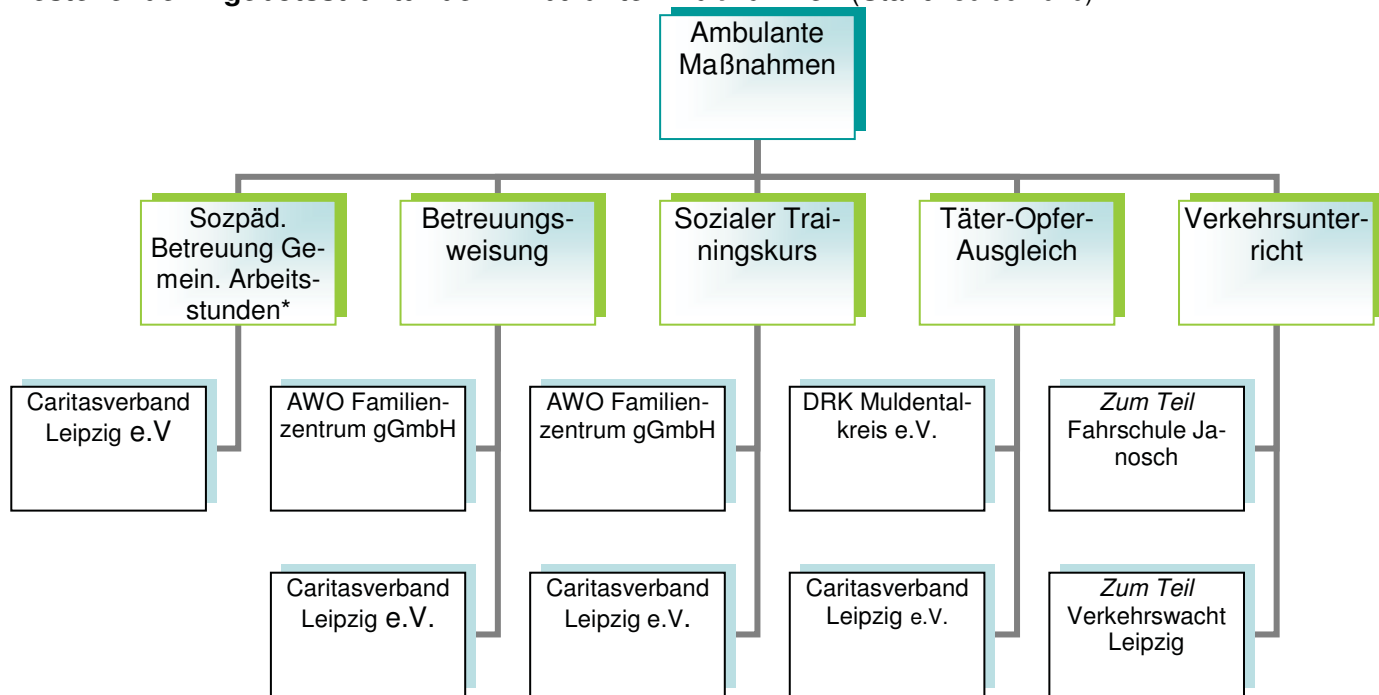 Ambulante
Maßnahmen
Sozpäd.
Betreuung Ge-
mein. Arbeits-
stunden*
Betreuungs-
weisung
Sozialer Trai-
ningskurs
Täter-Opfer-
Ausgleich
Verkehrsunter-
richt
Caritasverband
Leipzig e.V
AWO Familien-
zentrum gGmbH
AWO Familien-
zentrum gGmbH
DRK Muldental-
kreis e.V.
Zum Teil
Fahrschule Ja-
nosch
Caritasverband
Leipzig e.V.
Caritasverband
Leipzig e.V.
Caritasverband
Leipzig e.V.
Zum Teil
Verkehrswacht
Leipzig